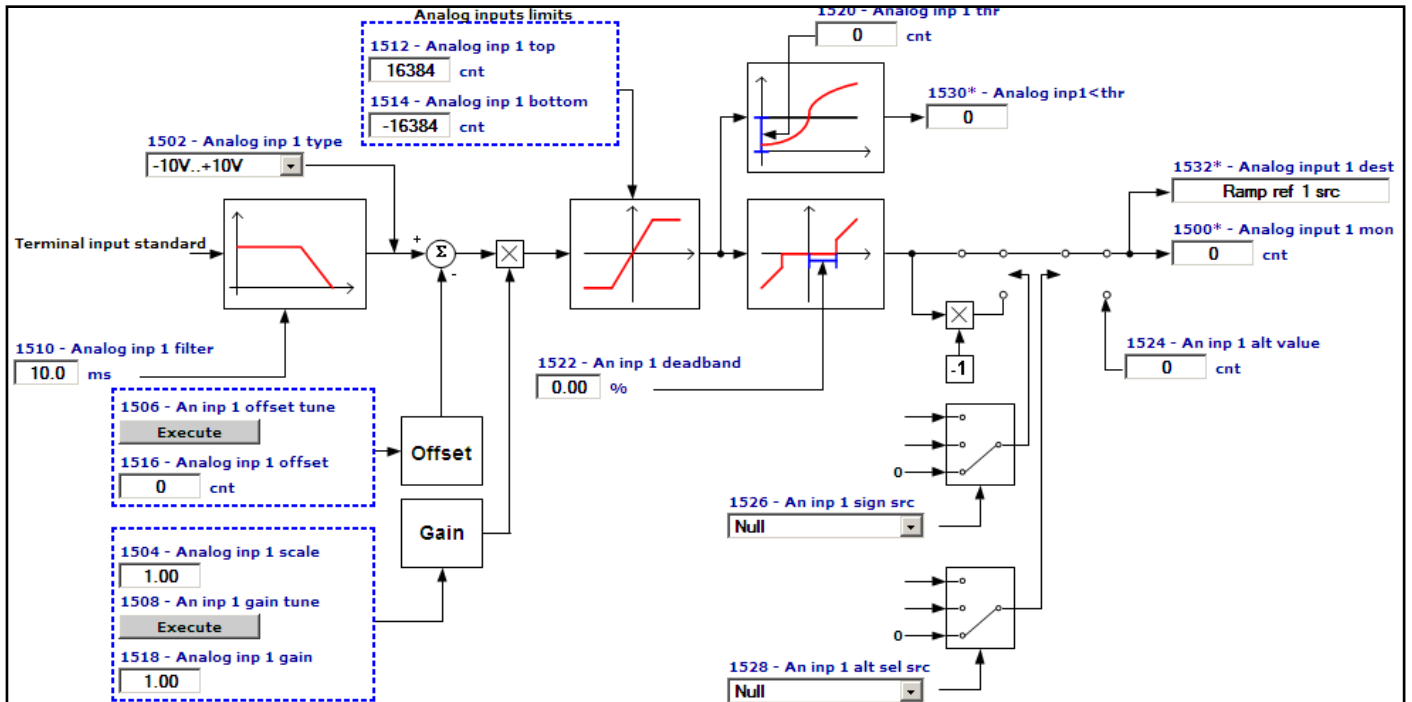 Analog inputs limits
1520 - Analog inp 1 thr
0 cnt
1512 - Analog inp 1 top
16384 cnt
1514 - Analog inp 1 bottom
-16384 cnt
1530* - Analog inp1<thr
0
1502 - Analog inp 1 type
-10V..+10V
1532* - Analog input 1 dest
Ramp ref 1 src
Terminal input standard
+
Σ
-
1500* - Analog input 1 mon
0 cnt
1510 - Analog inp 1 filter
10.0 ms
1522 - An inp 1 deadband
0.00 %
-1
1524 - An inp 1 alt value
0 cnt
1506 - An inp 1 offset tune
Execute
1516 - Analog inp 1 offset
0 cnt
Offset
0
1526 - An inp 1 sign src
Null
Gain
1504 - Analog inp 1 scale
1.00
1508 - An inp 1 gain tune
Execute
1518 - Analog inp 1 gain
1.00
0
1528 - An inp 1 alt sel src
Null